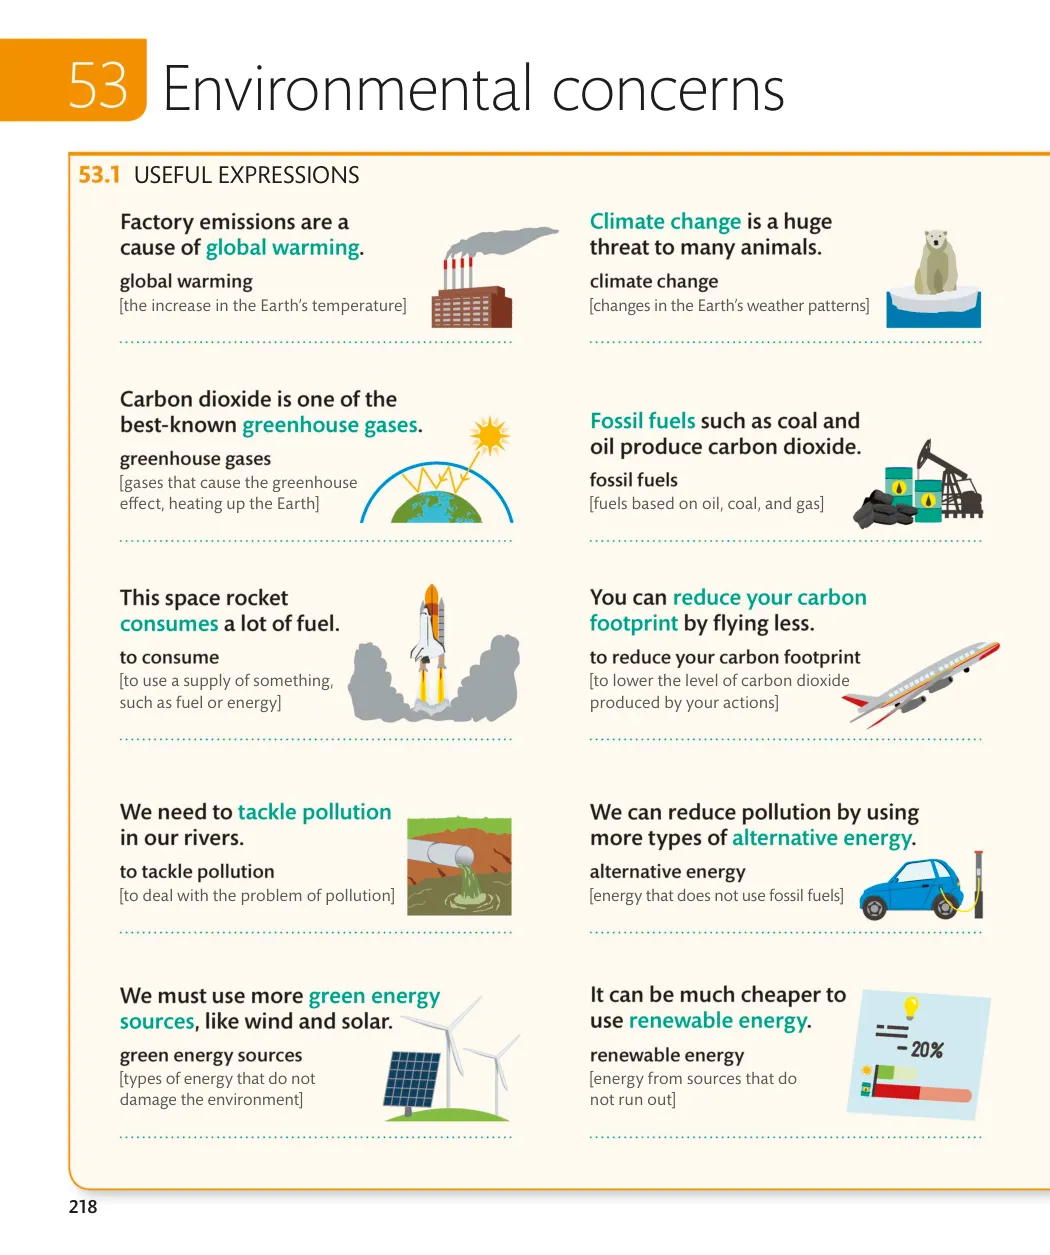 53 Environmental concerns
53.1 USEFUL EXPRESSIONS
Factory emissions are a
cause of global warming.
global warming
[the increase in the Earth's temperature]
Climate change is a huge
threat to many animals.
climate change
[changes in the Earth's weather patterns]
Carbon dioxide is one of the
best-known greenhouse gases.
greenhouse gases
[gases that cause the greenhouse
effect, heating up the Earth]
Fossil fuels such as coal and
oil produce carbon dioxide.
fossil fuels
[fuels based on oil, coal, and gas]
This space rocket
consumes a lot of fuel.
to consume
[to use a supply of something,
such as fuel or energy]
You can reduce your carbon
footprint by flying less.
to reduce your carbon footprint
[to lower the level of carbon dioxide
produced by your actions]
We need to tackle pollution
in our rivers.
to tackle pollution
[to deal with the problem of pollution]
We can reduce pollution by using
more types of alternative energy.
alternative energy
[energy that does not use fossil fuels]
We must use more green energy
sources, like wind and solar.
green energy sources
[types of energy that do not
damage the environment]
It can be much cheaper to
use renewable energy.
renewable energy
[energy from sources that do
not run out]
- 20%
218